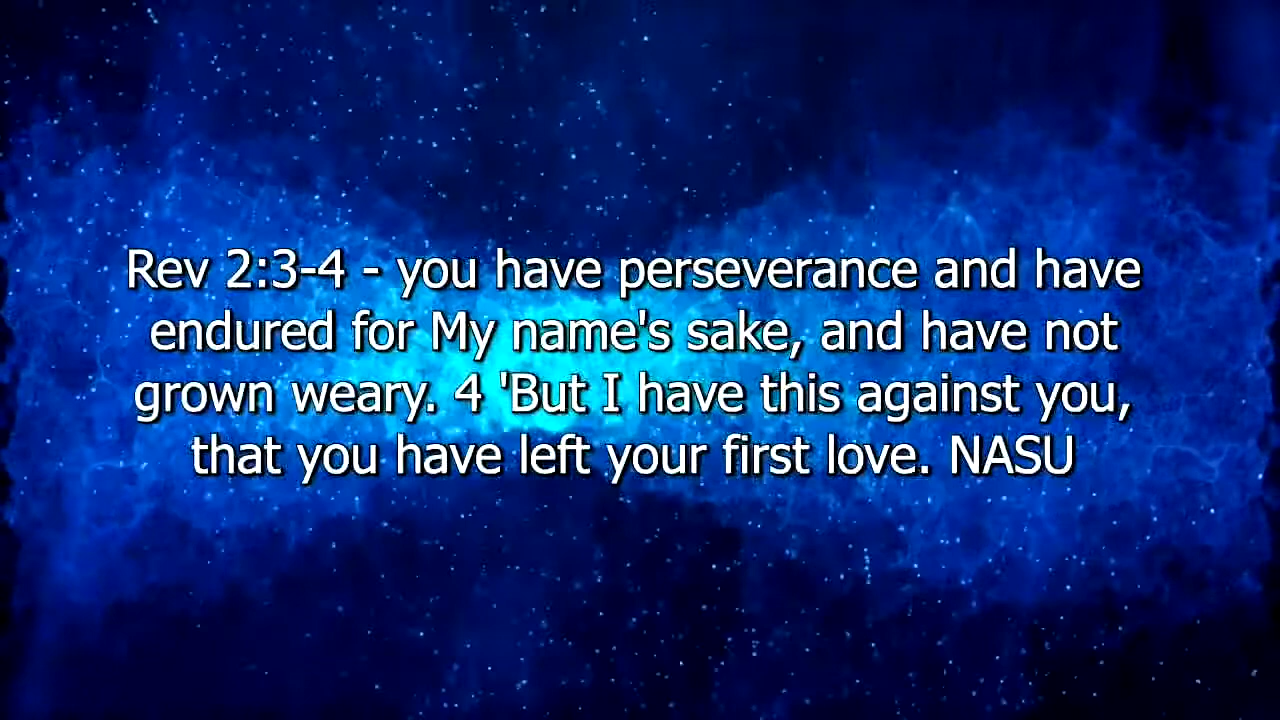 Rev 2:3-4 - you have perseverance and have
endured for My name's sake, and have not
grown weary. 4 'But I have this against you,
that you have left your first love. NASU